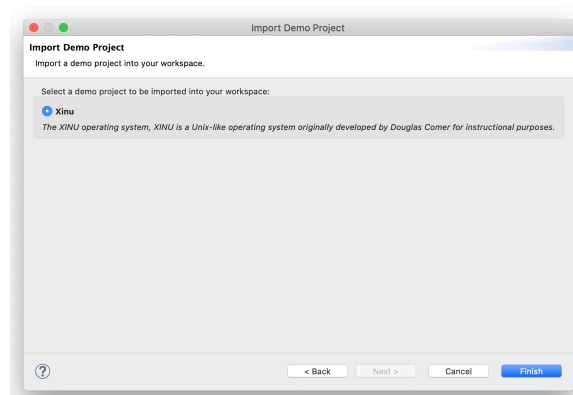 Import Demo Project
Import Demo Project
Import a demo project into your workspace.
Select a demo project to be imported into your workspace:
Xinu
The XINU operating system, XINU is a Unix-like operating system originally developed by Douglas Comer for instructional purposes.
?
< Back Next > Cancel Finish